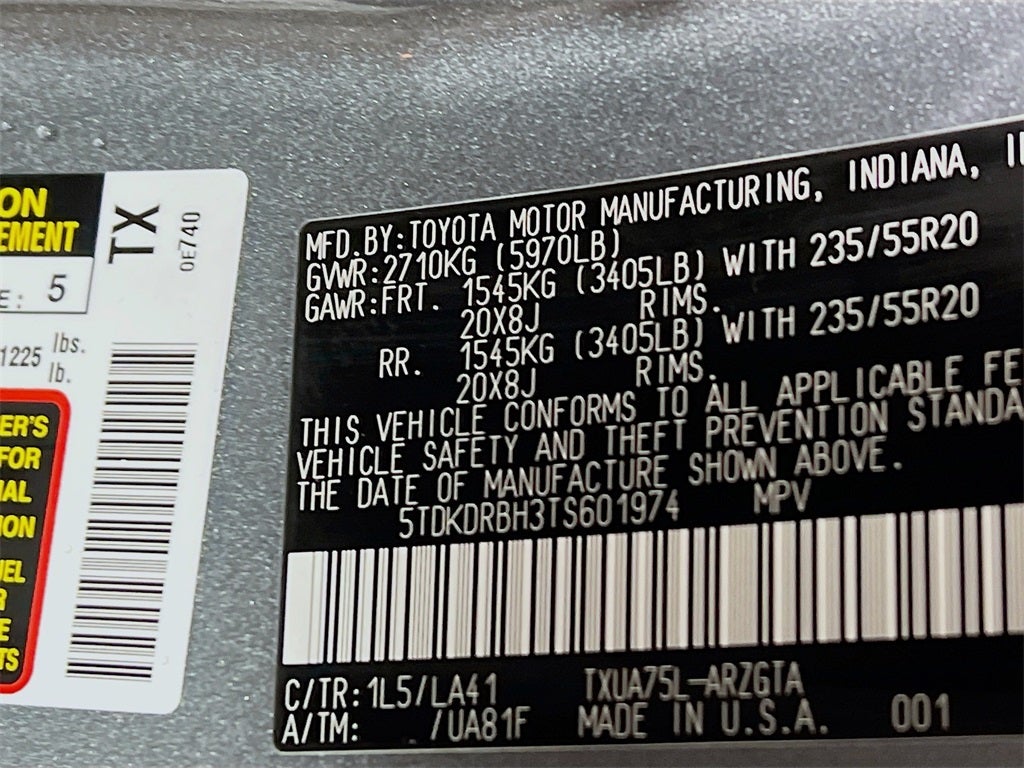 ON
EMENT
E: 5
1225 lbs.
lb.
ER'S
FOR
IAL
ION
UEL
R
E
TS
TX
0E740
MFD.BY:TOYOTA MOTOR MANUFACTURING, INDIANA, I
GVWR:2710KG (5970LB)
GAWR:FRT. 1545KG (3405LB) WITH 235/55R20
20X8J RIMS.
RR. 1545KG (3405LB) WITH 235/55R20
20X8J RIMS.
THIS VEHICLE CONFORMS TO ALL APPLICABLE FE
VEHICLE SAFETY AND THEFT PREVENTION STANDA
THE DATE OF MANUFACTURE SHOWN ABOVE.
5TDKDRBH3TS601974 MPV
C/TR:1L5/LA41 TXUA75L-ARZGTA
A/TM: /UA81F MADE IN U.S.A. 001